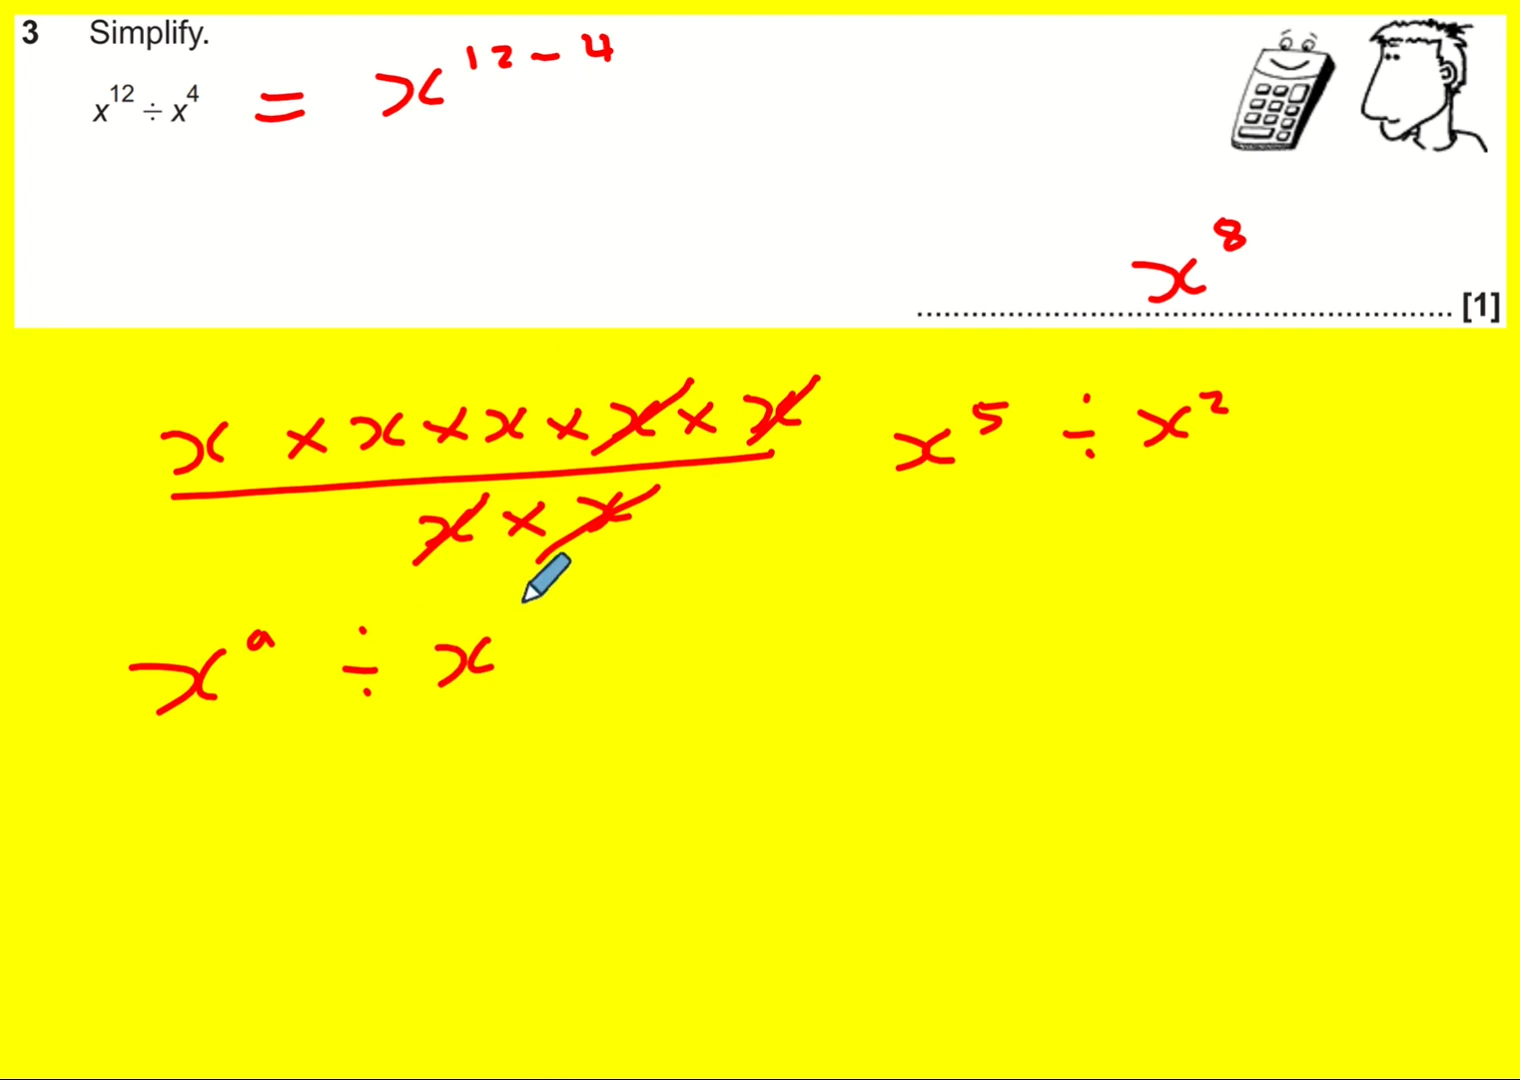 3 Simplify.
x¹² ÷ x⁴ = x¹²⁻⁴
x⁸
[1]
x × x × x × x × x
x × x
x⁵ ÷ x²
xᵃ ÷ x